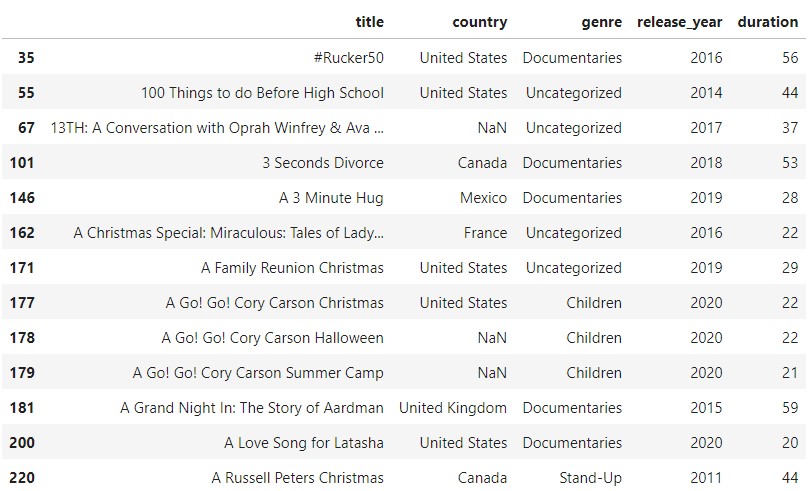 title country genre release_year duration
35 #Rucker50 United States Documentaries 2016 56
55 100 Things to do Before High School United States Uncategorized 2014 44
67 13TH: A Conversation with Oprah Winfrey & Ava ... NaN Uncategorized 2017 37
101 3 Seconds Divorce Canada Documentaries 2018 53
146 A 3 Minute Hug Mexico Documentaries 2019 28
162 A Christmas Special: Miraculous: Tales of Lady... France Uncategorized 2016 22
171 A Family Reunion Christmas United States Uncategorized 2019 29
177 A Go! Go! Cory Carson Christmas United States Children 2020 22
178 A Go! Go! Cory Carson Halloween NaN Children 2020 22
179 A Go! Go! Cory Carson Summer Camp NaN Children 2020 21
181 A Grand Night In: The Story of Aardman United Kingdom Documentaries 2015 59
200 A Love Song for Latasha United States Documentaries 2020 20
220 A Russell Peters Christmas Canada Stand-Up 2011 44